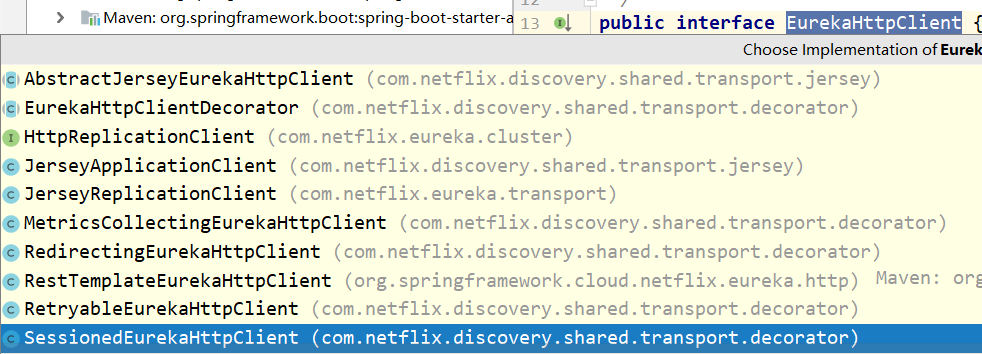 Maven: org.springframework.boot:spring-boot-starter-a
12 */
13 public interface EurekaHttpClient {
Choose Implementation of Eurek
AbstractJerseyEurekaHttpClient (com.netflix.discovery.shared.transport.jersey)
EurekaHttpClientDecorator (com.netflix.discovery.shared.transport.decorator)
HttpReplicationClient (com.netflix.eureka.cluster)
JerseyApplicationClient (com.netflix.discovery.shared.transport.jersey)
JerseyReplicationClient (com.netflix.eureka.transport)
MetricsCollectingEurekaHttpClient (com.netflix.discovery.shared.transport.decorator)
RedirectingEurekaHttpClient (com.netflix.discovery.shared.transport.decorator)
RestTemplateEurekaHttpClient (org.springframework.cloud.netflix.eureka.http) Maven: org
RetryableEurekaHttpClient (com.netflix.discovery.shared.transport.decorator)
SessionedEurekaHttpClient (com.netflix.discovery.shared.transport.decorator)